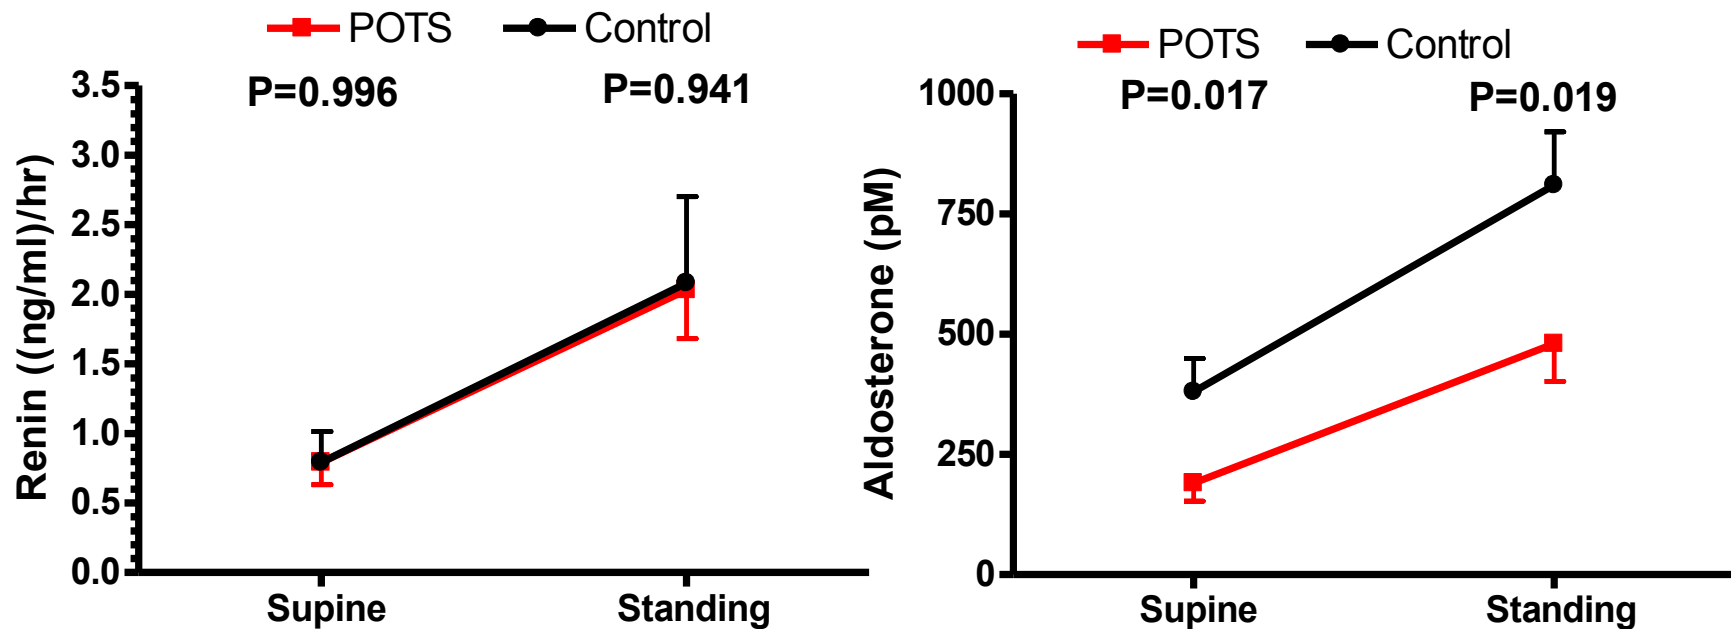 POTS Control
P=0.996 P=0.941
3.5
3.0
2.5
2.0
1.5
1.0
0.5
0.0
Renin ((ng/ml)/hr)
Supine Standing
POTS Control
P=0.017 P=0.019
1000
750
500
250
0
Aldosterone (pM)
Supine Standing